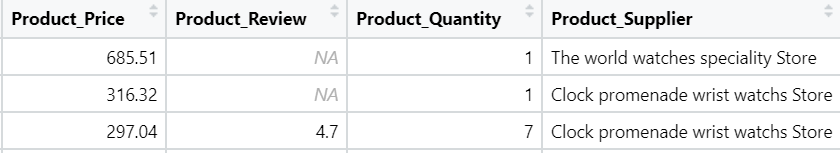 Product_Price Product_Review Product_Quantity Product_Supplier
685.51 NA 1 The world watches speciality Store
316.32 NA 1 Clock promenade wrist watchs Store
297.04 4.7 7 Clock promenade wrist watchs Store